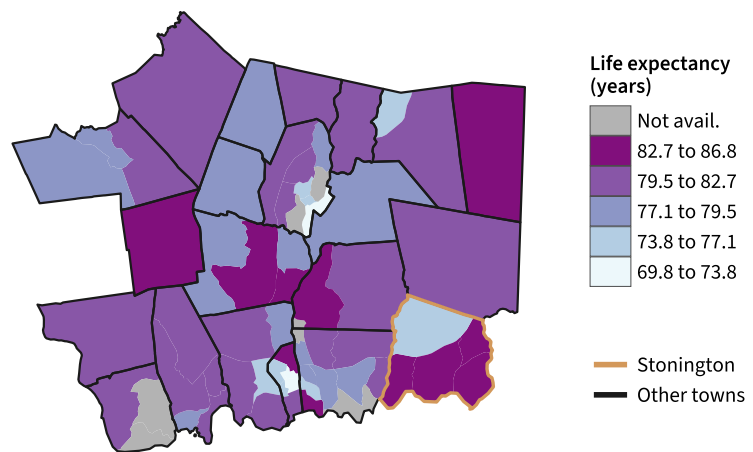 Life expectancy
(years)
Not avail.
82.7 to 86.8
79.5 to 82.7
77.1 to 79.5
73.8 to 77.1
69.8 to 73.8
Stonington
Other towns